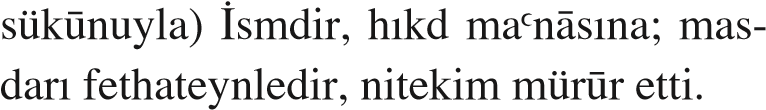 sükūnuyla) İsmdir, hıkd maʿnāsına; mas-
darı fethateynledir, nitekim mürūr etti.